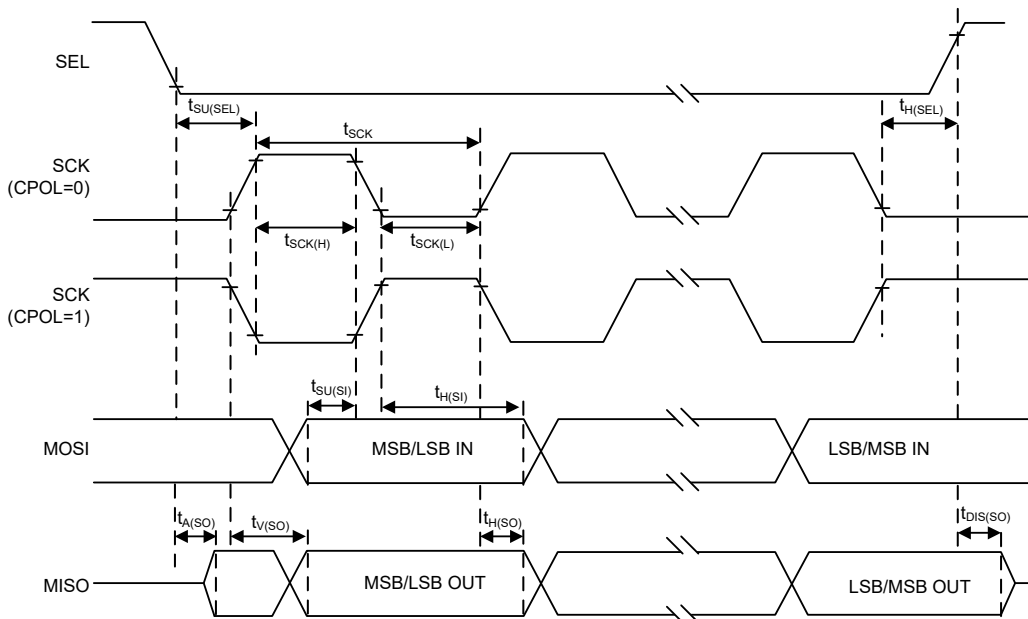 SEL
tSU(SEL)
tH(SEL)
tSCK
SCK
(CPOL=0)
tSCK(H)
tSCK(L)
SCK
(CPOL=1)
tSU(SI)
tH(SI)
MOSI
MSB/LSB IN
LSB/MSB IN
tA(SO)
tV(SO)
tH(SO)
tDIS(SO)
MISO
MSB/LSB OUT
LSB/MSB OUT